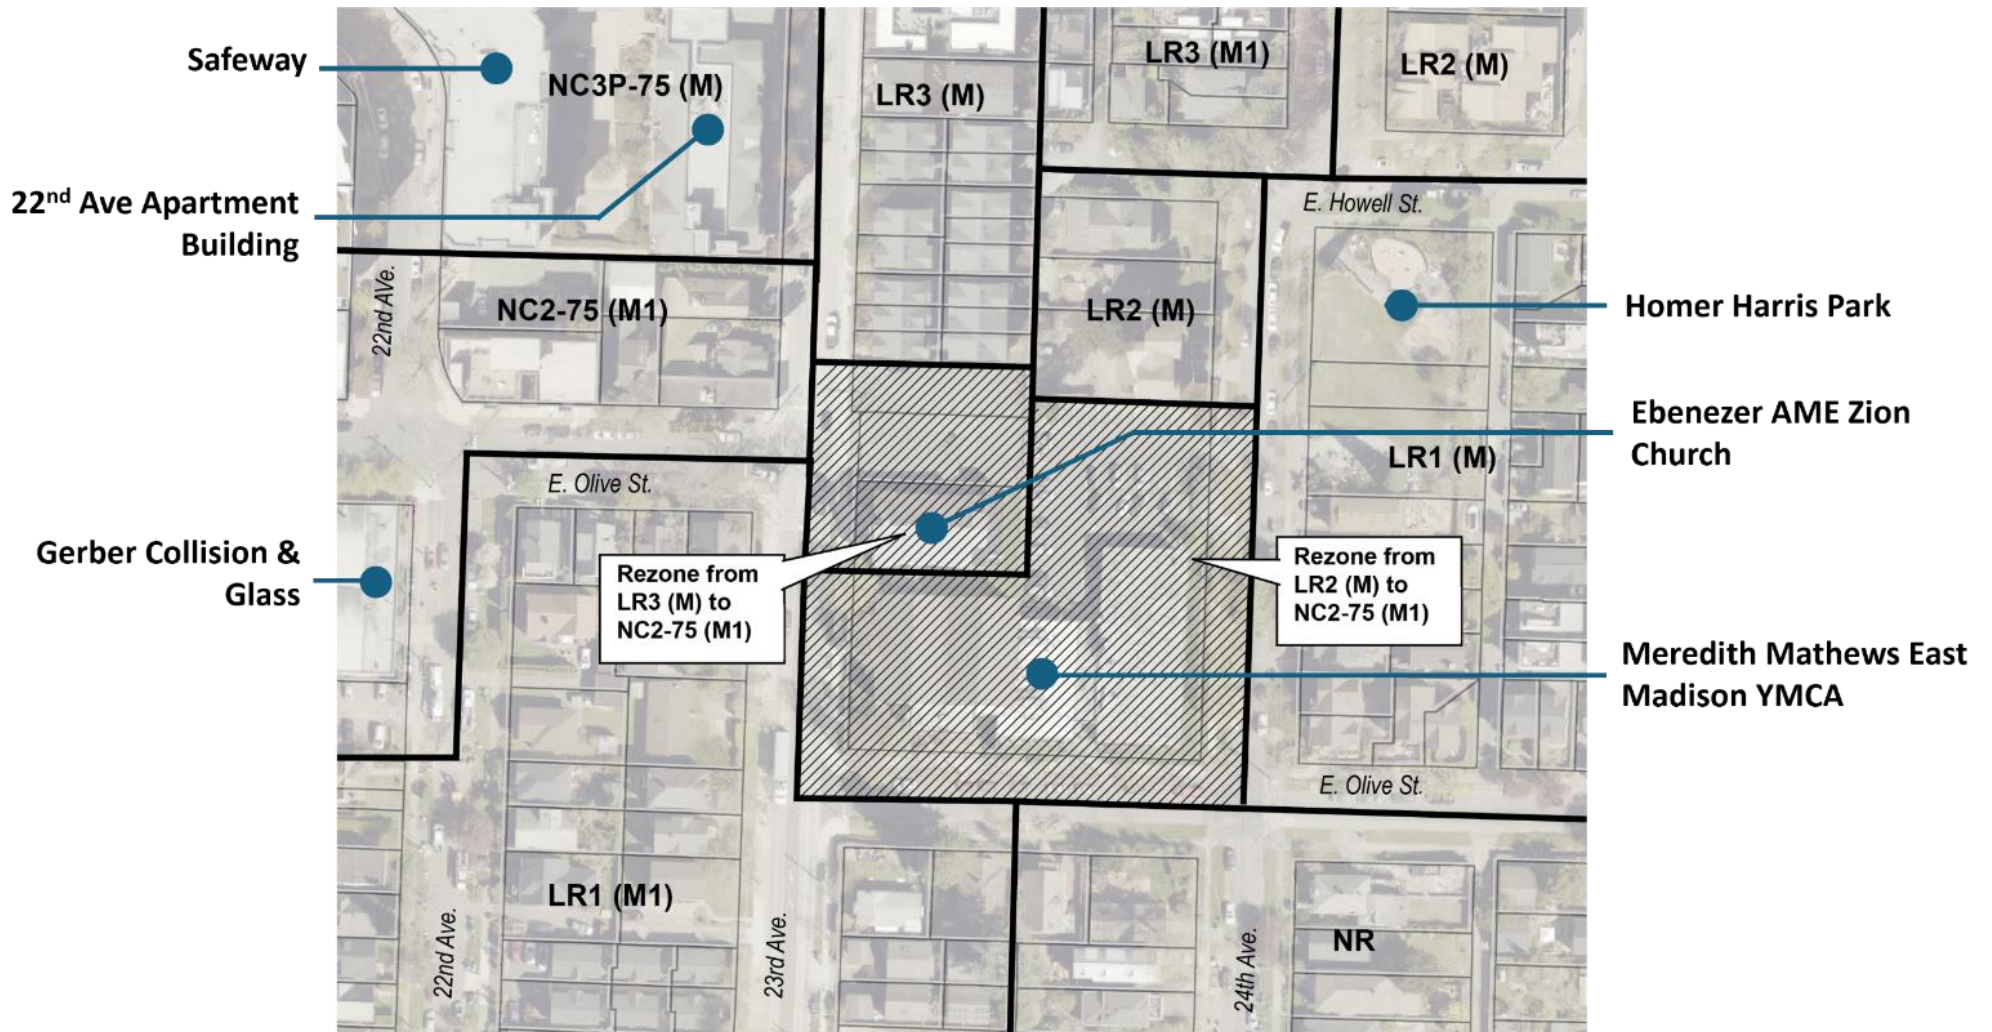 Safeway
22nd Ave Apartment
Building
Gerber Collision &
Glass
NC3P-75 (M)
LR3 (M)
LR3 (M1)
LR2 (M)
E. Howell St.
22nd AVe.
NC2-75 (M1)
LR2 (M)
Homer Harris Park
Ebenezer AME Zion
Church
LR1 (M)
E. Olive St.
Rezone from
LR3 (M) to
NC2-75 (M1)
Rezone from
LR2 (M) to
NC2-75 (M1)
Meredith Mathews East
Madison YMCA
E. Olive St.
LR1 (M1)
22nd Ave.
23rd Ave.
24th Ave.
NR